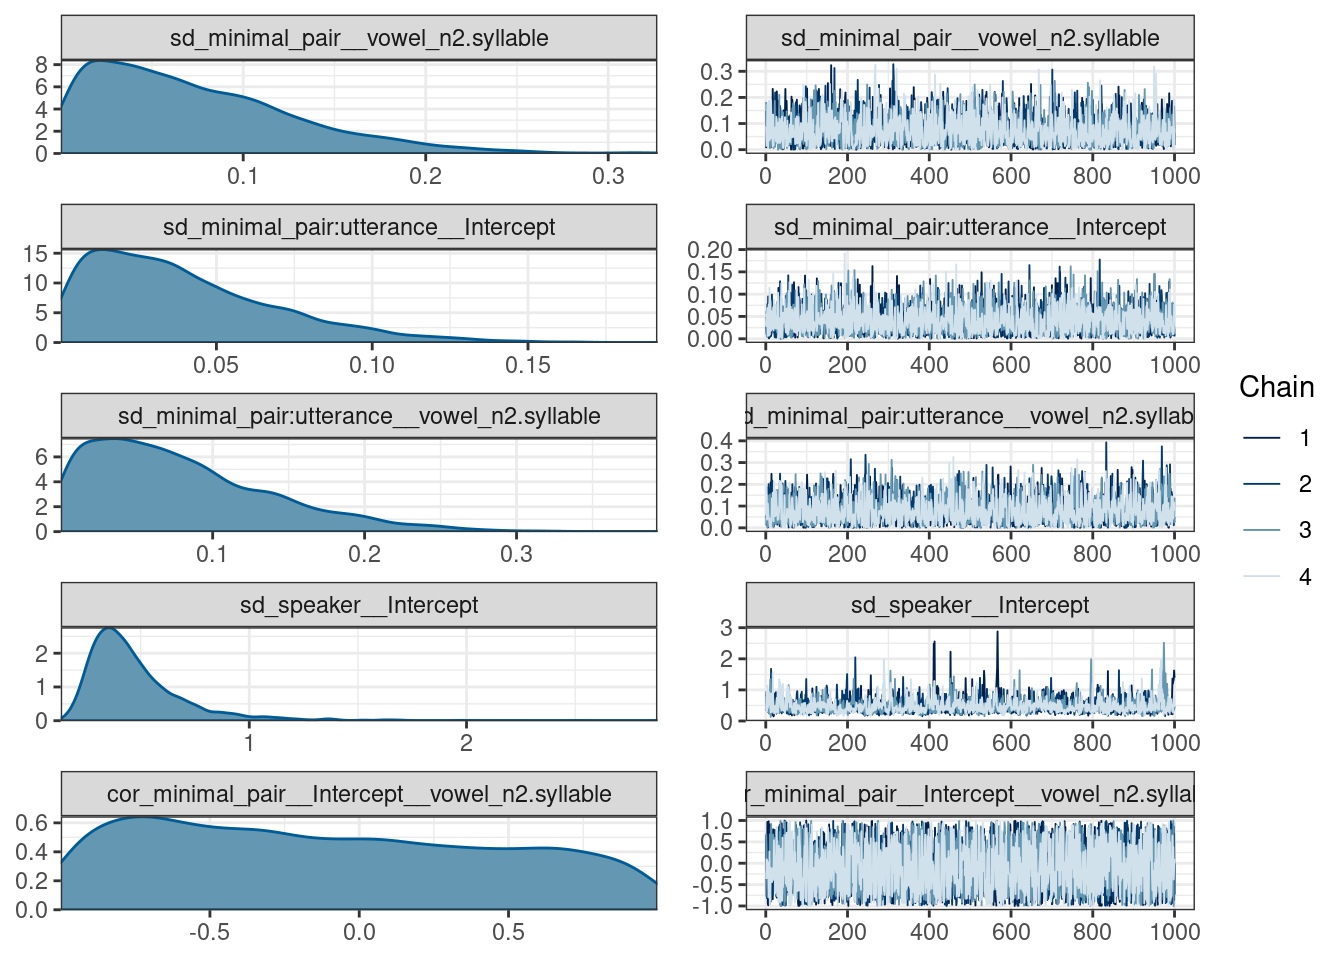 sd_minimal_pair__vowel_n2.syllable
8
6
4
2
0
0.1 0.2 0.3
sd_minimal_pair__vowel_n2.syllable
0.3
0.2
0.1
0.0
0 200 400 600 800 1000
sd_minimal_pair:utterance__Intercept
15
10
5
0
0.05 0.10 0.15
sd_minimal_pair:utterance__Intercept
0.20
0.15
0.10
0.05
0.00
0 200 400 600 800 1000
sd_minimal_pair:utterance__vowel_n2.syllable
6
4
2
0
0.1 0.2 0.3
d_minimal_pair:utterance__vowel_n2.syllab
0.4
0.3
0.2
0.1
0.0
0 200 400 600 800 1000
sd_speaker__Intercept
2
1
0
1 2
sd_speaker__Intercept
3
2
1
0
0 200 400 600 800 1000
cor_minimal_pair__Intercept__vowel_n2.syllable
0.6
0.4
0.2
0.0
-0.5 0.0 0.5
r_minimal_pair__Intercept__vowel_n2.syllal
1.0
0.5
0.0
-0.5
-1.0
0 200 400 600 800 1000
Chain
1
2
3
4